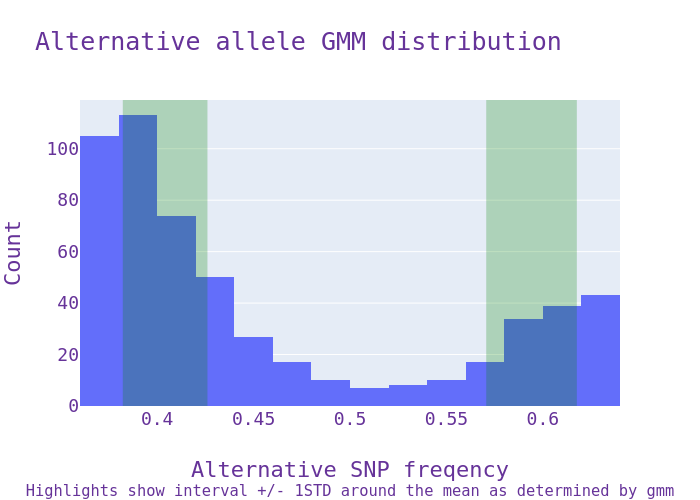 Alternative allele GMM distribution
100
80
60
40
20
0
Count
0.4 0.45 0.5 0.55 0.6
Alternative SNP freqency
Highlights show interval +/- 1STD around the mean as determined by gmm